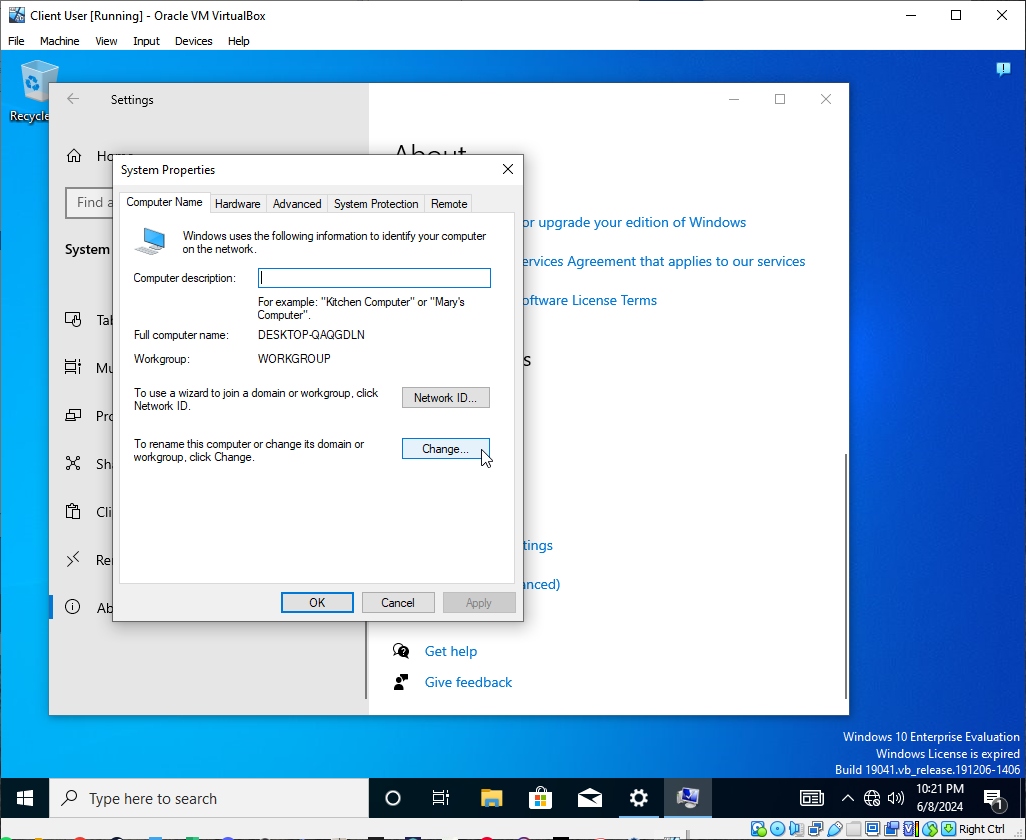 Client User [Running] - Oracle VM VirtualBox
File Machine View Input Devices Help
Recycle
Settings
About
System Properties
Find a
Computer Name Hardware Advanced System Protection Remote
System
Windows uses the following information to identify your computer
on the network.
or upgrade your edition of Windows
ervices Agreement that applies to our services
Computer description:
For example: "Kitchen Computer" or "Mary's
Computer".
oftware License Terms
Full computer name: DESKTOP-QAQGDLN
Workgroup: WORKGROUP
s
To use a wizard to join a domain or workgroup, click
Network ID.
Network ID...
To rename this computer or change its domain or
workgroup, click Change.
Change...
Tab
Mu
Pro
Sha
Cli
Re
Ab
tings
anced)
OK Cancel Apply
Get help
Give feedback
Windows 10 Enterprise Evaluation
Windows License is expired
Build 19041.vb_release.191206-1406
Type here to search
10:21 PM
6/8/2024
1
Right Ctrl